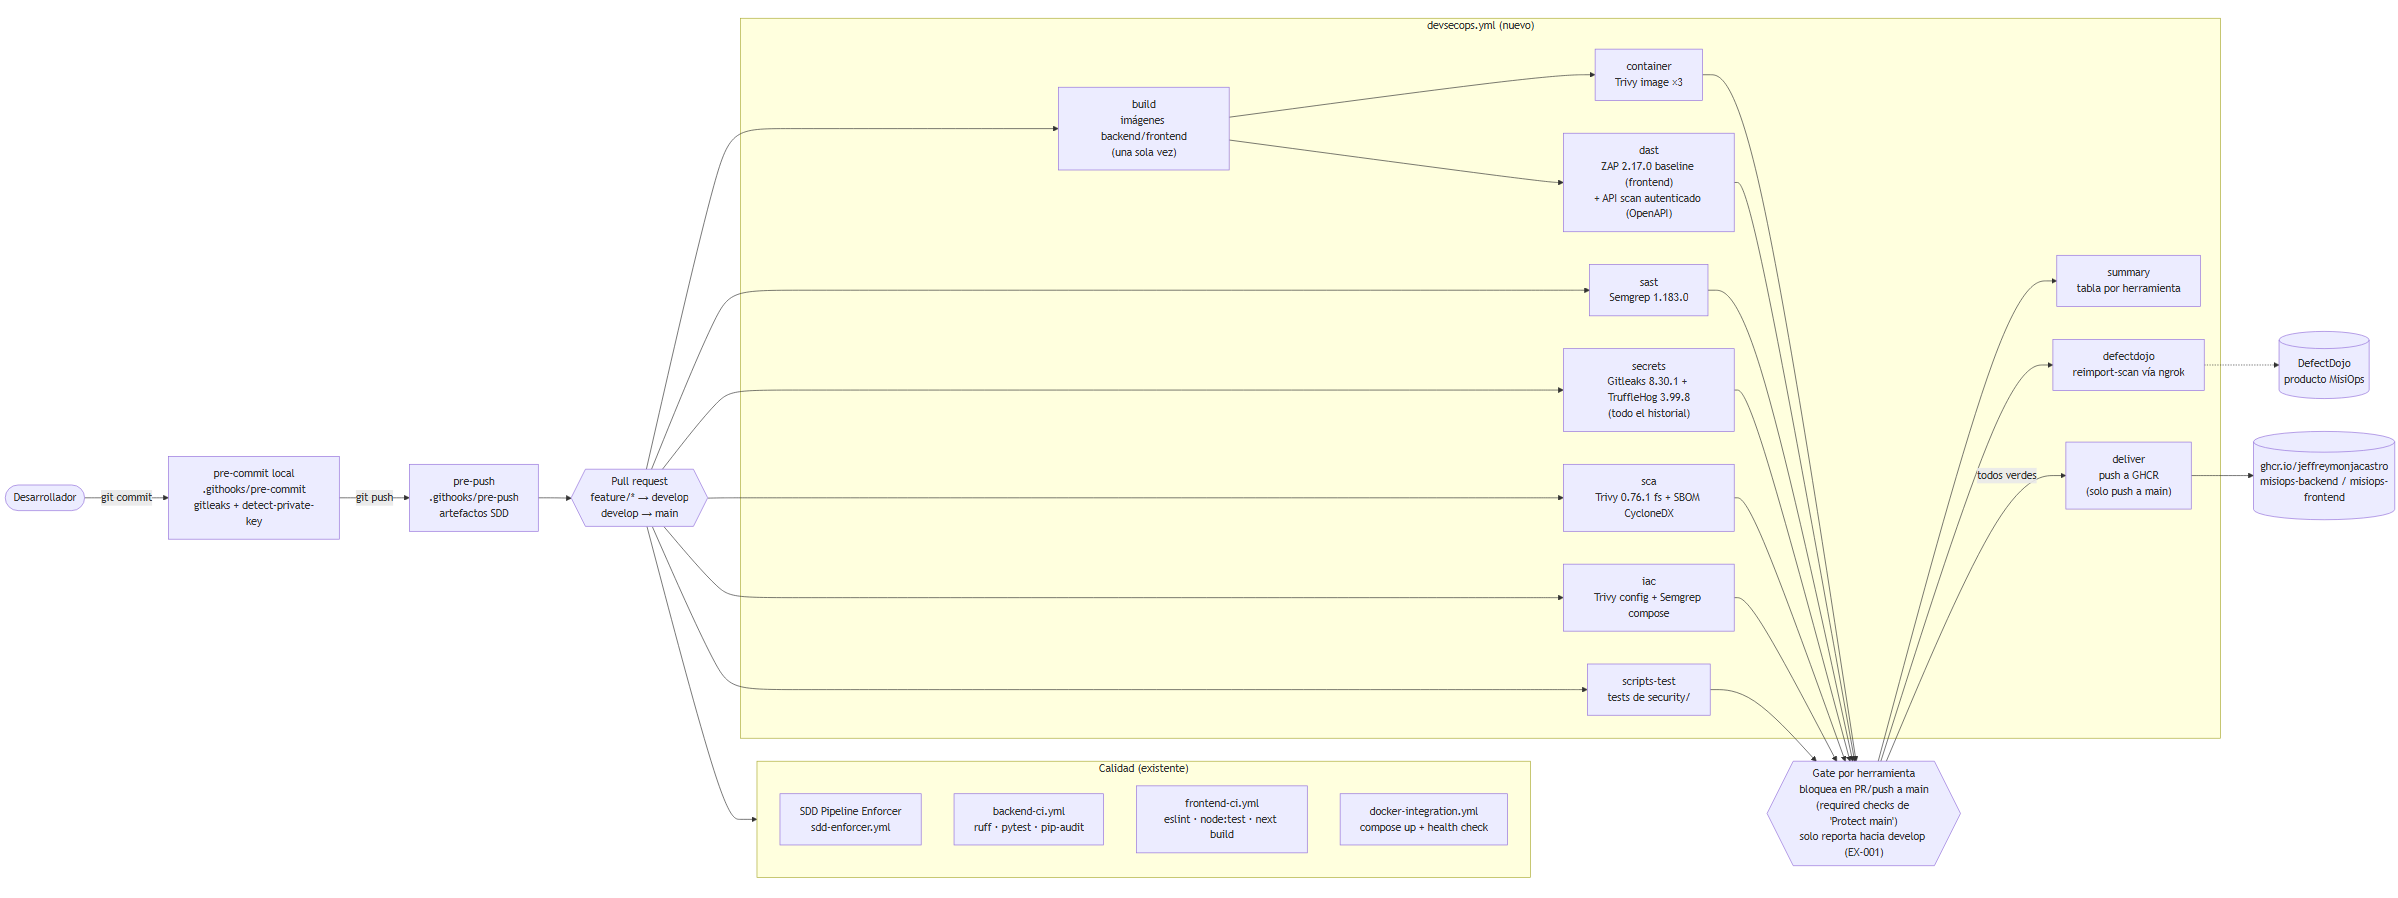 devsecops.yml (nuevo)
container
Trivy image ×3
build
imágenes
backend/frontend
(una sola vez)
dast
ZAP 2.17.0 baseline
(frontend)
+ API scan autenticado
(OpenAPI)
sast
Semgrep 1.183.0
summary
tabla por herramienta
secrets
Gitleaks 8.30.1 +
TruffleHog 3.99.8
(todo el historial)
defectdojo
reimport-scan vía ngrok
DefectDojo
producto MisiOps
Desarrollador
git commit
pre-commit local
.githooks/pre-commit
gitleaks + detect-private-
key
git push
pre-push
.githooks/pre-push
artefactos SDD
Pull request
feature/* → develop
develop → main
sca
Trivy 0.76.1 fs + SBOM
CycloneDX
todos verdes
deliver
push a GHCR
(solo push a main)
ghcr.io/jeffreymonjacastro
misiops-backend / misiops-
frontend
iac
Trivy config + Semgrep
compose
scripts-test
tests de security/
Calidad (existente)
SDD Pipeline Enforcer
sdd-enforcer.yml
backend-ci.yml
ruff · pytest · pip-audit
frontend-ci.yml
eslint · node:test · next
build
docker-integration.yml
compose up + health check
Gate por herramienta
bloquea en PR/push a main
(required checks de
'Protect main')
solo reporta hacia develop
(EX-001)